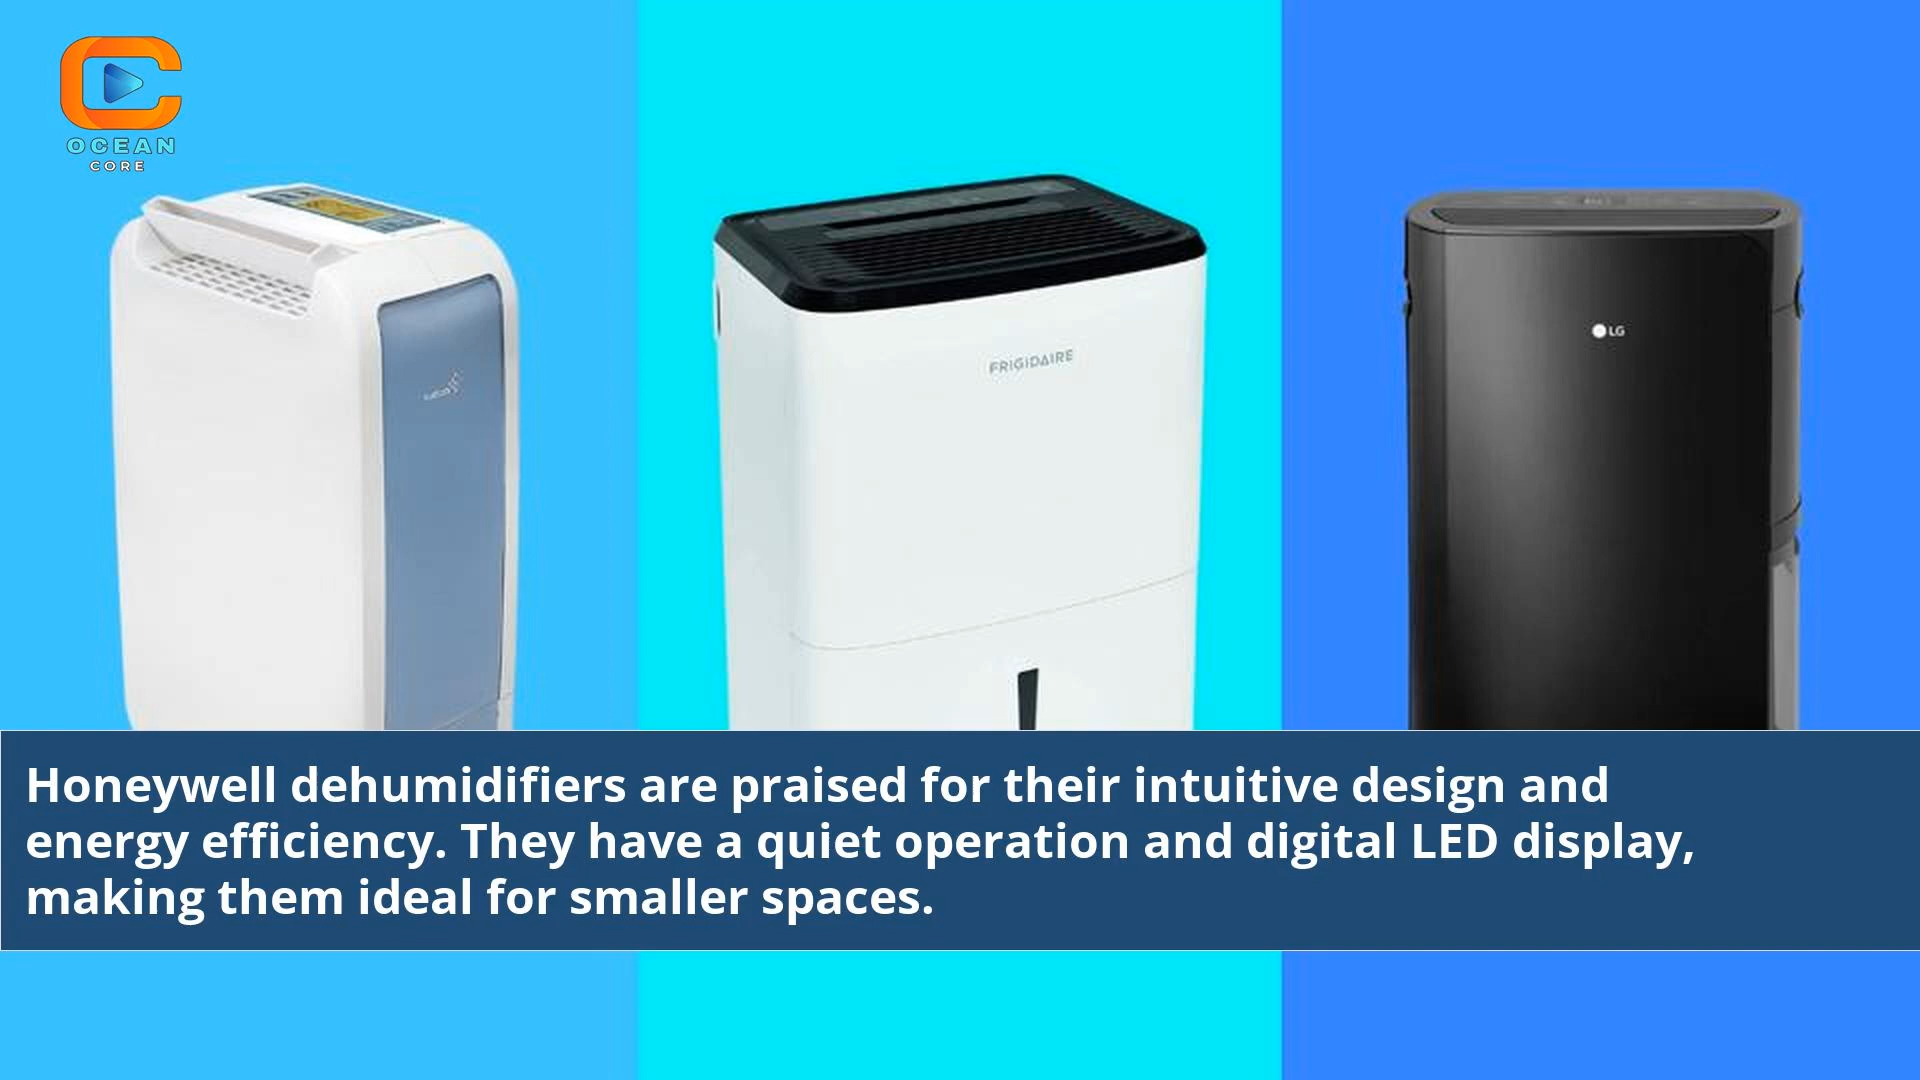 OCEAN
CORE
FRIGIDAIRE
LG
Honeywell dehumidifiers are praised for their intuitive design and
energy efficiency. They have a quiet operation and digital LED display,
making them ideal for smaller spaces.